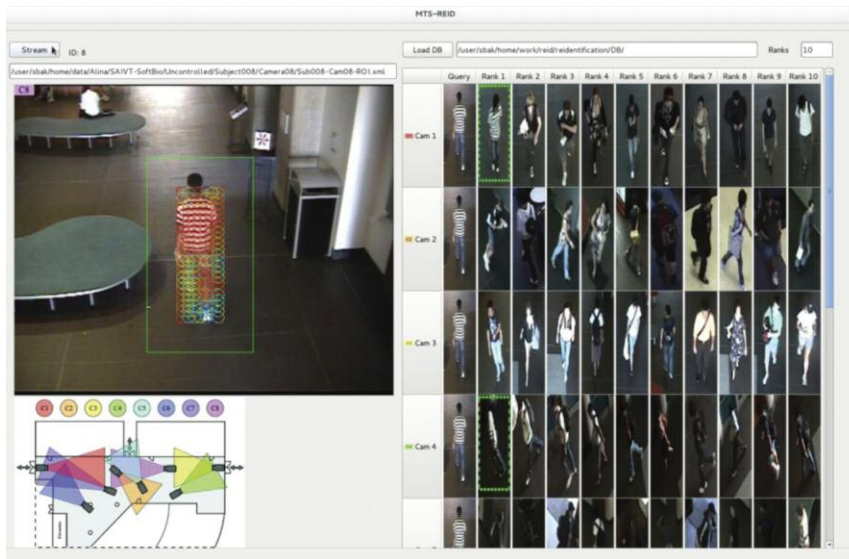 MTS-REID
Stream
ID: 8
Load DB
/user/sbak/home/work/reid/reidentification/DB/
Ranks
10
/user/sbak/home/data/Alina/SAIVT-SoftBio/Uncontrolled/Subject008/Camera08/Sub008-Cam08-ROI.xml
Query Rank 1 Rank 2 Rank 3 Rank 4 Rank 5 Rank 6 Rank 7 Rank 8 Rank 9 Rank 10
C8
Cam 1
Cam 2
Cam 3
Cam 4
C1 C2 C3 C4 C5 C6 C7 C8